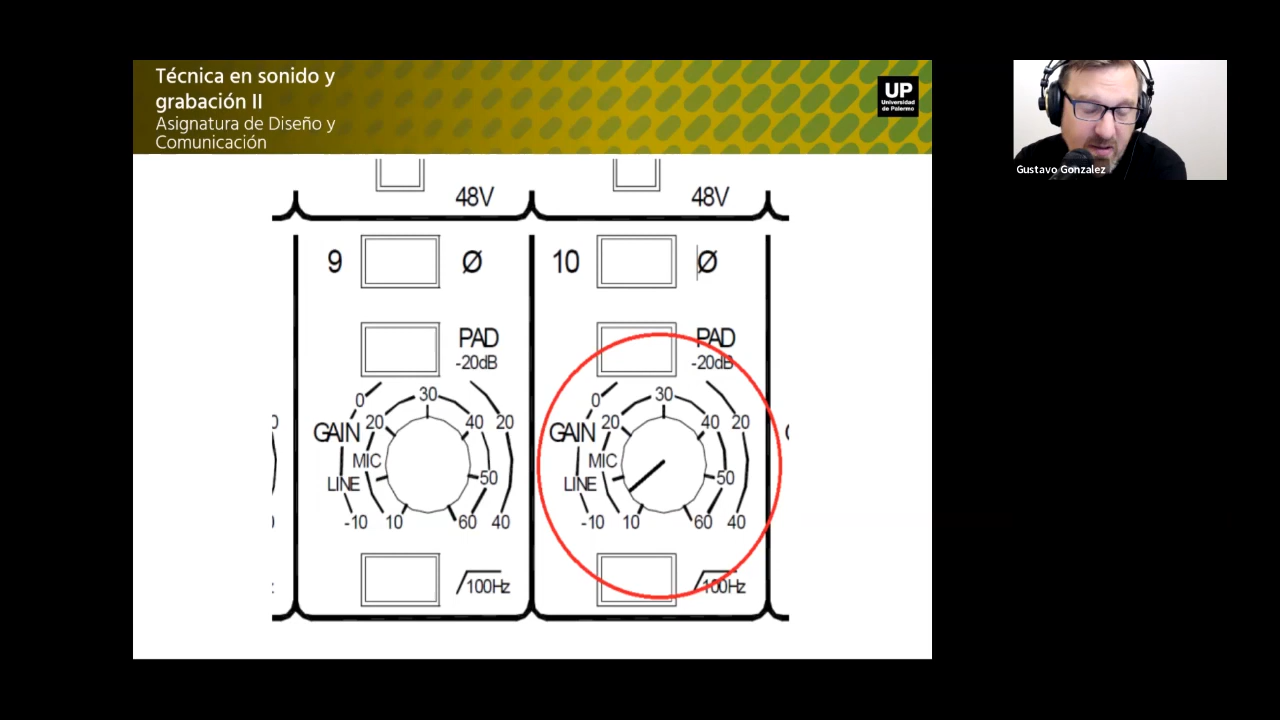 Técnica en sonido y
grabación II
Asignatura de Diseño y
Comunicación
UP
Universidad
de Palermo
Gustavo Gonzalez
48V
48V
9 Ø
10 Ø
PAD
-20dB
PAD
-20dB
0 30
20 40 20
GAIN
MIC
LINE 50
-10 10 60 40
0 30
20 40 20
GAIN
MIC
LINE 50
-10 10 60 40
100Hz
100Hz